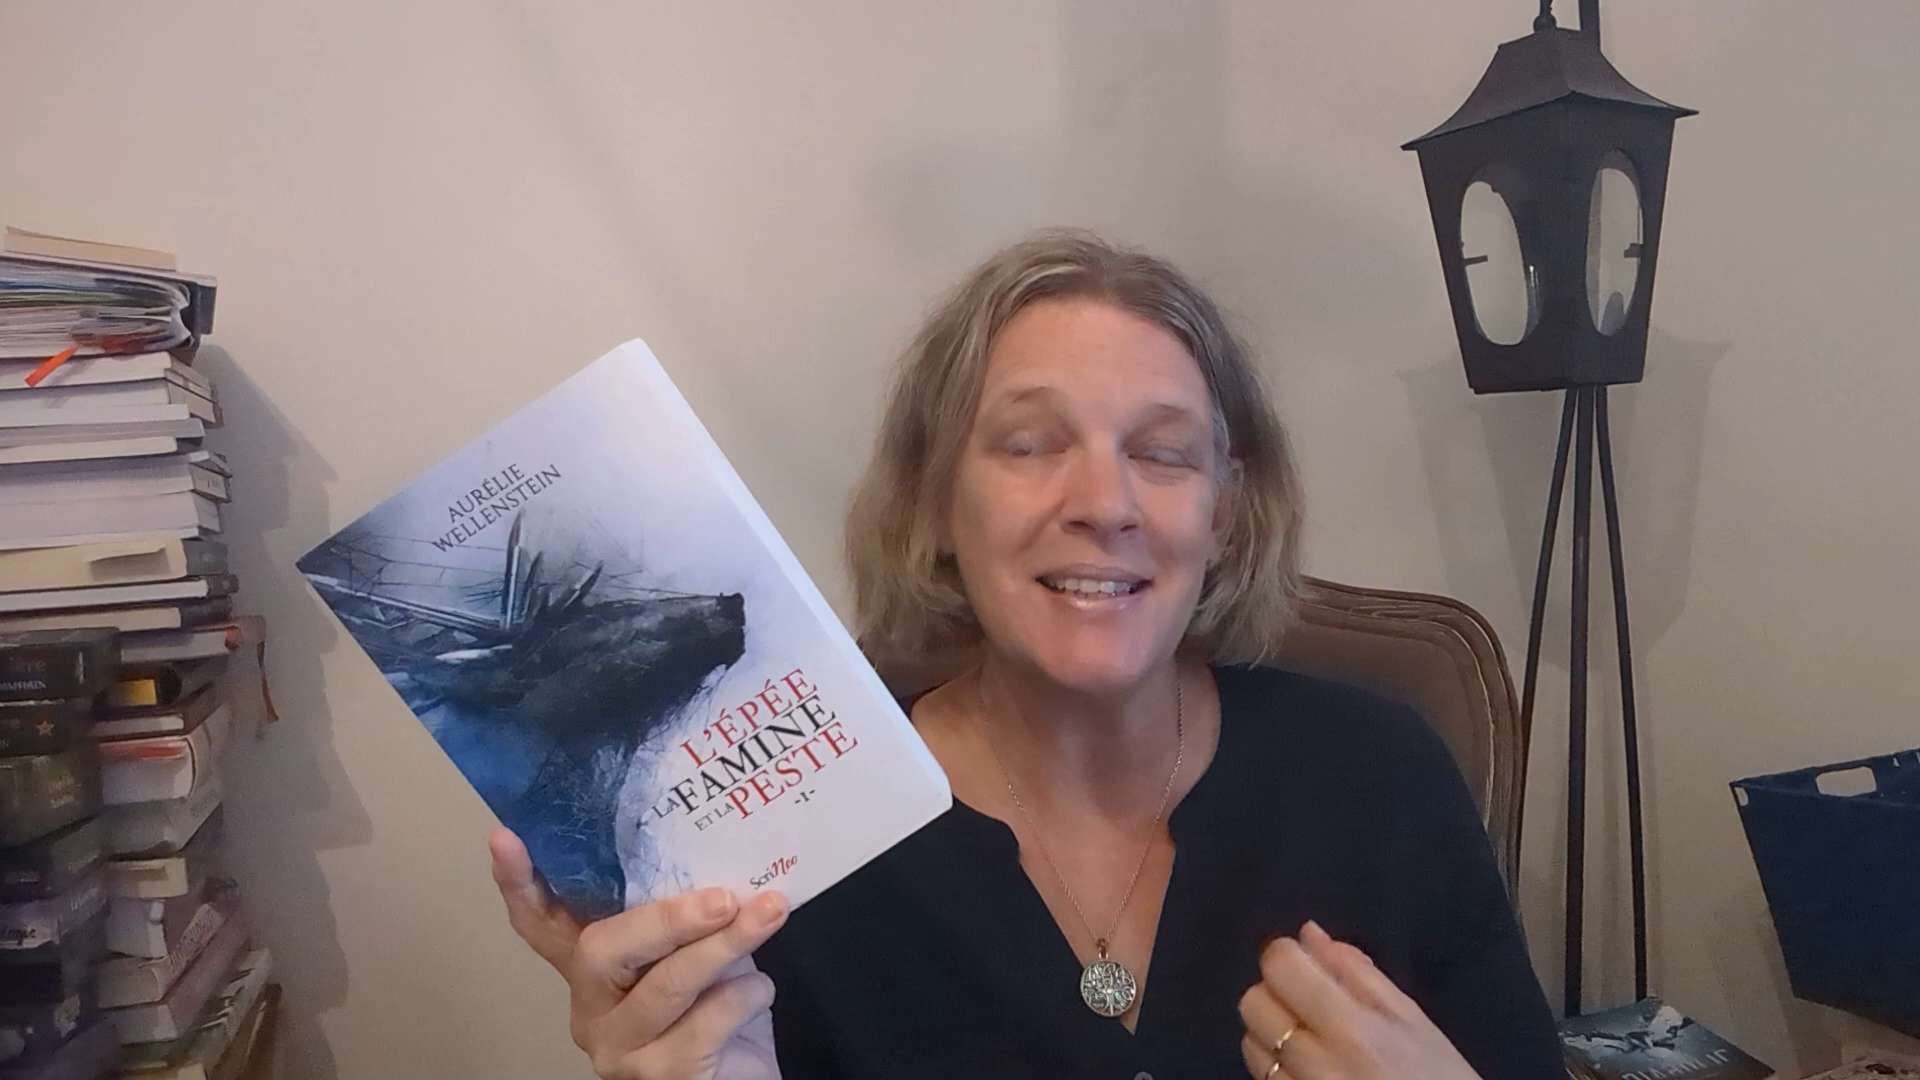 AURÉLIE
WELLENSTEIN
L'ÉPÉE
LA FAMINE
ET LA PESTE
-1-
ScriNeo